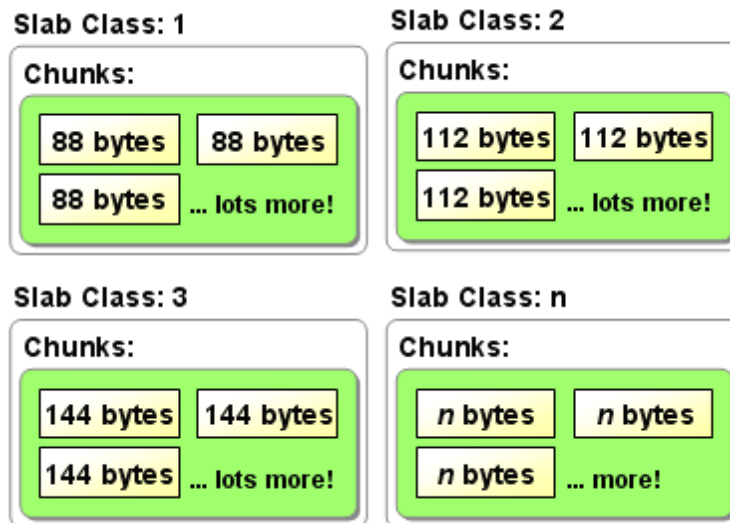 Slab Class: 1
Chunks:
88 bytes 88 bytes
88 bytes ... lots more!
Slab Class: 2
Chunks:
112 bytes 112 bytes
112 bytes ... lots more!
Slab Class: 3
Chunks:
144 bytes 144 bytes
144 bytes ... lots more!
Slab Class: n
Chunks:
n bytes n bytes
n bytes ... more!